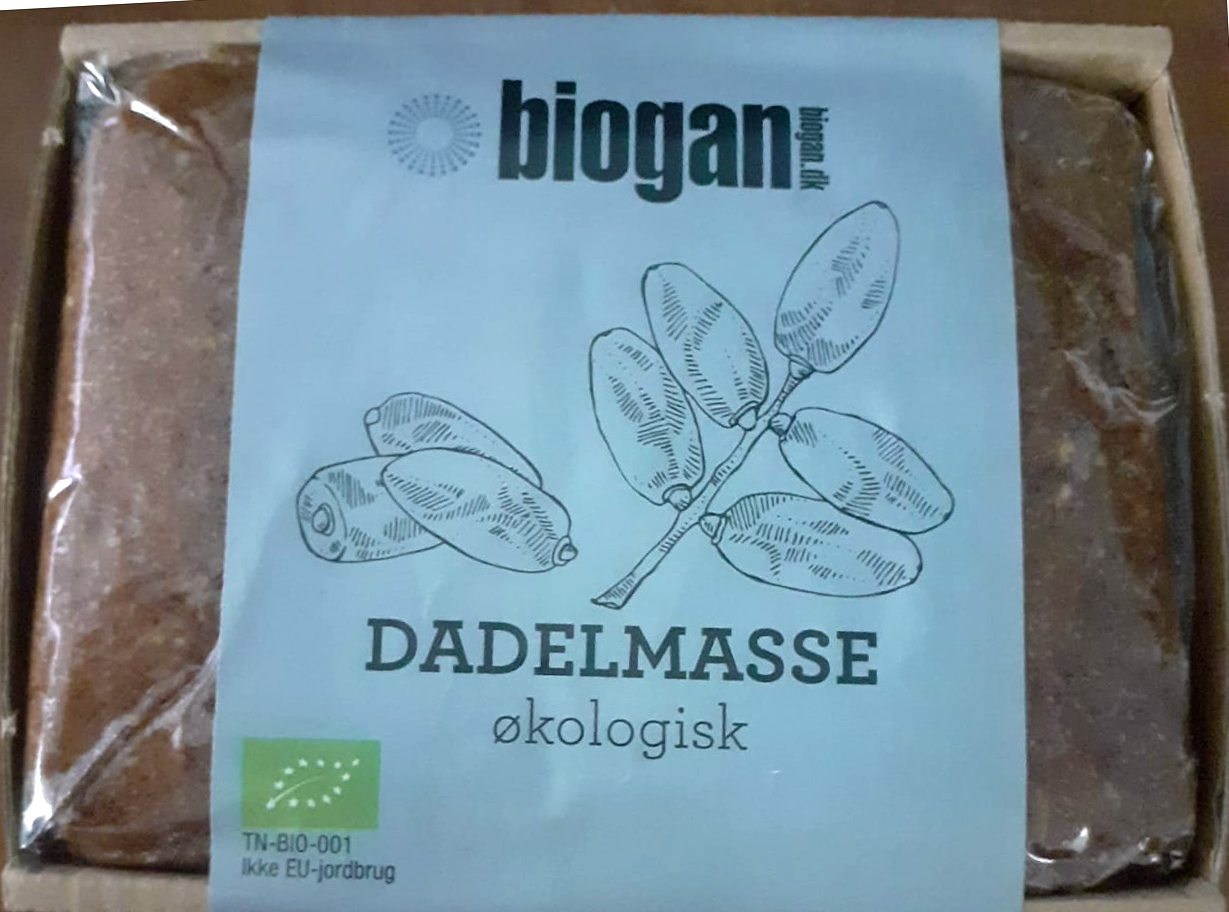 biogan
biogan.dk
DADELMASSE
økologisk
TN-BIO-001
Ikke EU-jordbrug